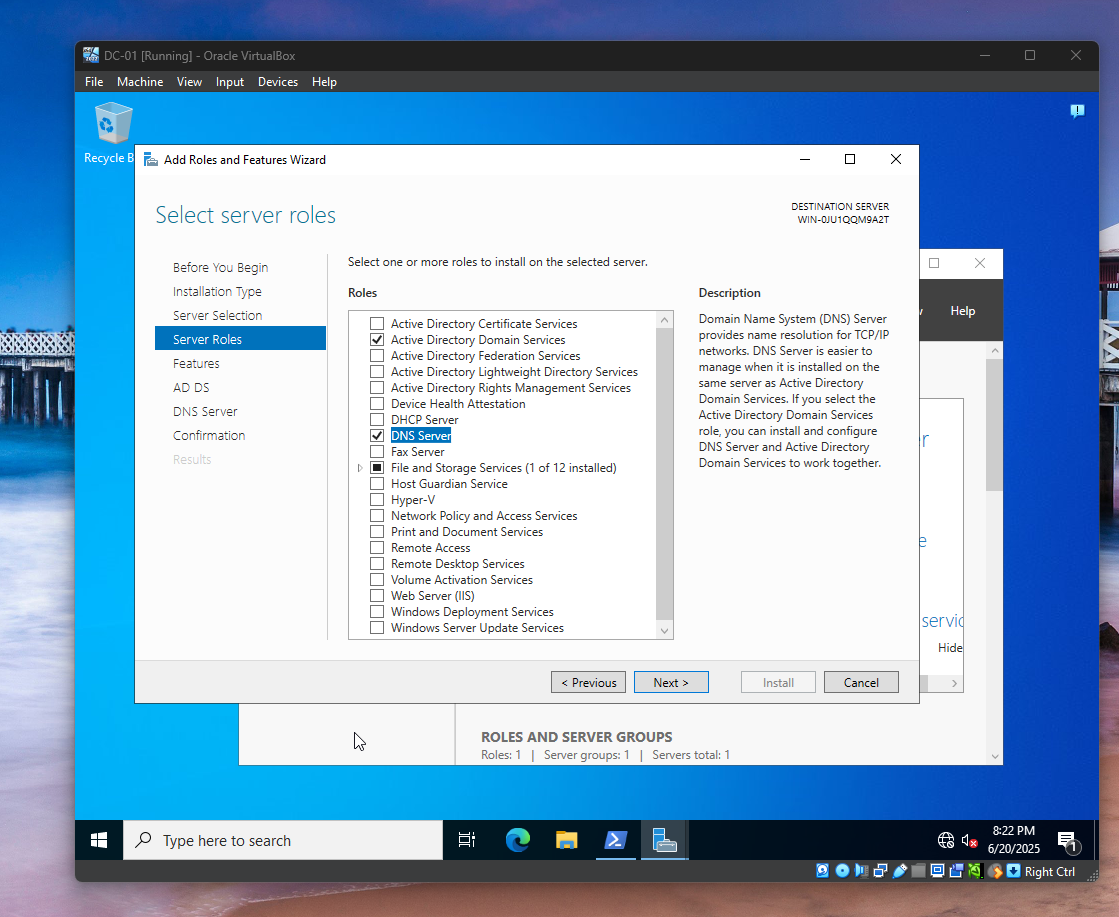 DC-01 [Running] - Oracle VirtualBox
File Machine View Input Devices Help
Recycle B
Add Roles and Features Wizard
Select server roles
DESTINATION SERVER
WIN-0JU1QQM9A2T
Before You Begin
Installation Type
Server Selection
Server Roles
Features
AD DS
DNS Server
Confirmation
Results
Select one or more roles to install on the selected server.
Roles
Active Directory Certificate Services
Active Directory Domain Services
Active Directory Federation Services
Active Directory Lightweight Directory Services
Active Directory Rights Management Services
Device Health Attestation
DHCP Server
DNS Server
Fax Server
File and Storage Services (1 of 12 installed)
Host Guardian Service
Hyper-V
Network Policy and Access Services
Print and Document Services
Remote Access
Remote Desktop Services
Volume Activation Services
Web Server (IIS)
Windows Deployment Services
Windows Server Update Services
Description
Domain Name System (DNS) Server
provides name resolution for TCP/IP
networks. DNS Server is easier to
manage when it is installed on the
same server as Active Directory
Domain Services. If you select the
Active Directory Domain Services
role, you can install and configure
DNS Server and Active Directory
Domain Services to work together.
< Previous
Next >
Install
Cancel
Help
servic
Hide
ROLES AND SERVER GROUPS
Roles: 1 | Server groups: 1 | Servers total: 1
Type here to search
8:22 PM
6/20/2025
1
Right Ctrl